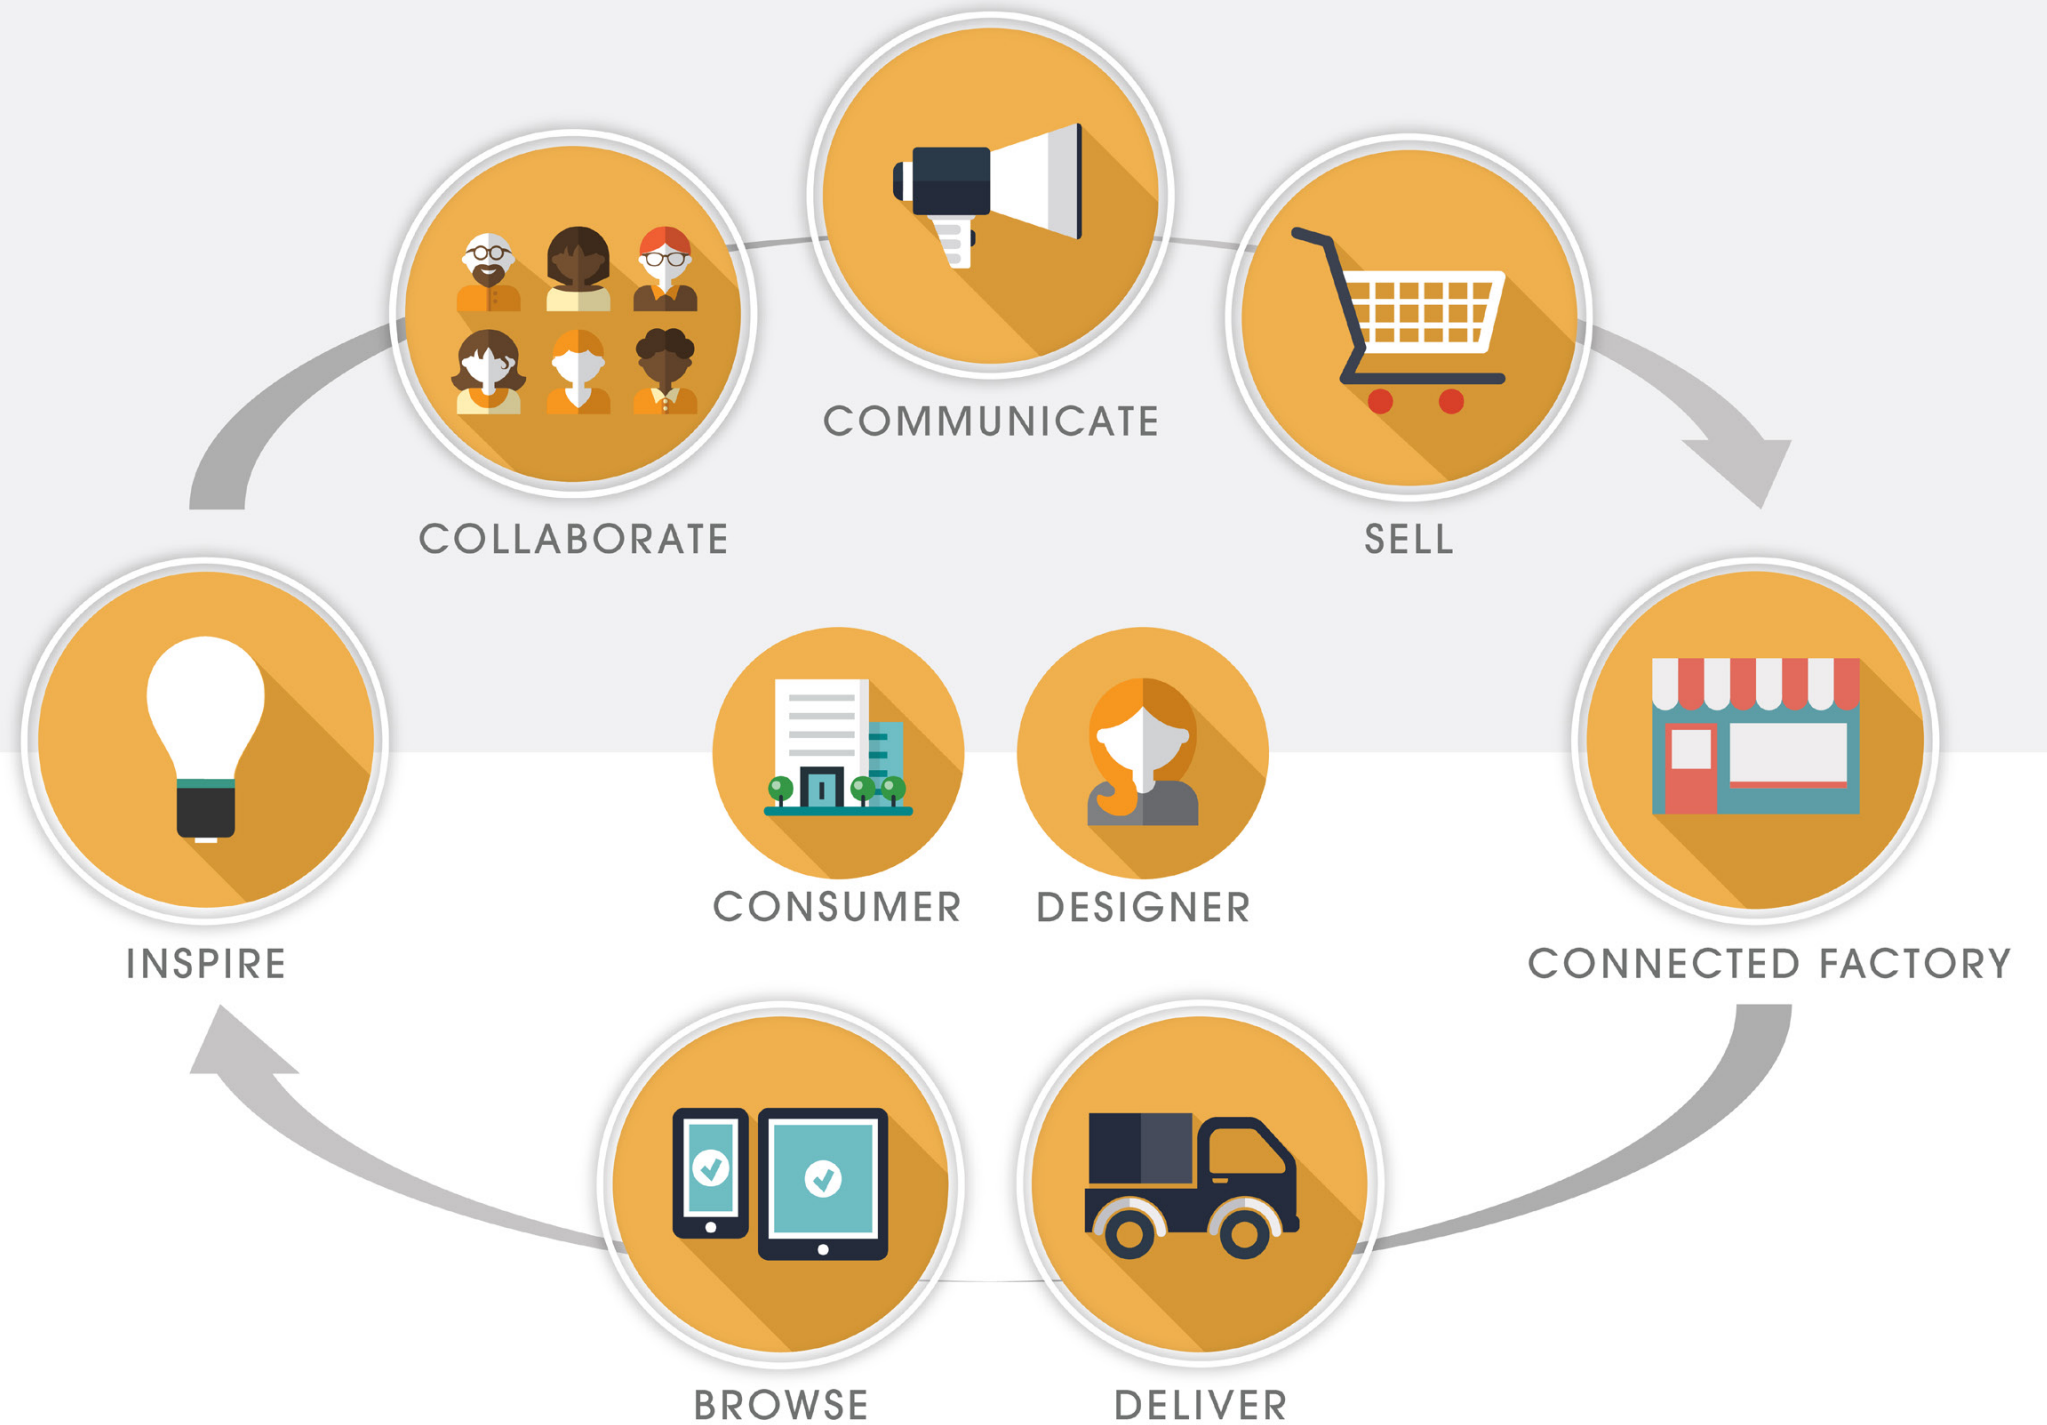 COMMUNICATE
COLLABORATE
SELL
CONSUMER
DESIGNER
INSPIRE
CONNECTED FACTORY
BROWSE
DELIVER